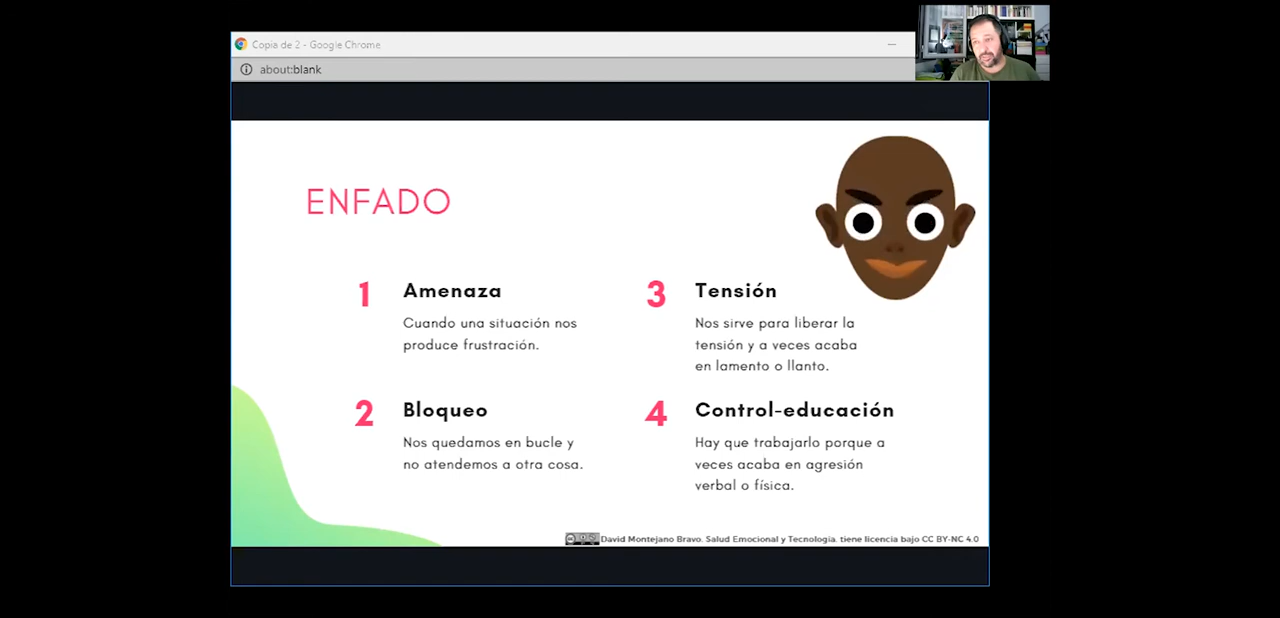 Copia de 2 - Google Chrome
about:blank
ENFADO
1 Amenaza
Cuando una situación nos
produce frustración.
2 Bloqueo
Nos quedamos en bucle y
no atendemos a otra cosa.
3 Tensión
Nos sirve para liberar la
tensión y a veces acaba
en lamento o llanto.
4 Control-educación
Hay que trabajarlo porque a
veces acaba en agresión
verbal o física.
David Montejano Bravo. Salud Emocional y Tecnología. tiene licencia bajo CC BY-NC 4.0